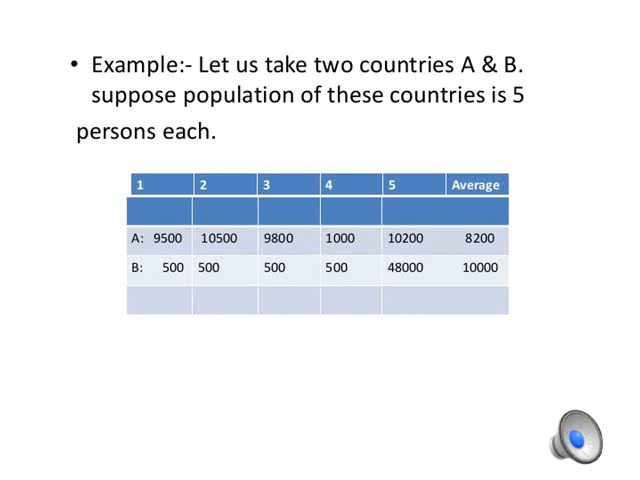 • Example:- Let us take two countries A & B.
suppose population of these countries is 5
persons each.
1 2 3 4 5 Average
A: 9500 10500 9800 1000 10200 8200
B: 500 500 500 500 48000 10000